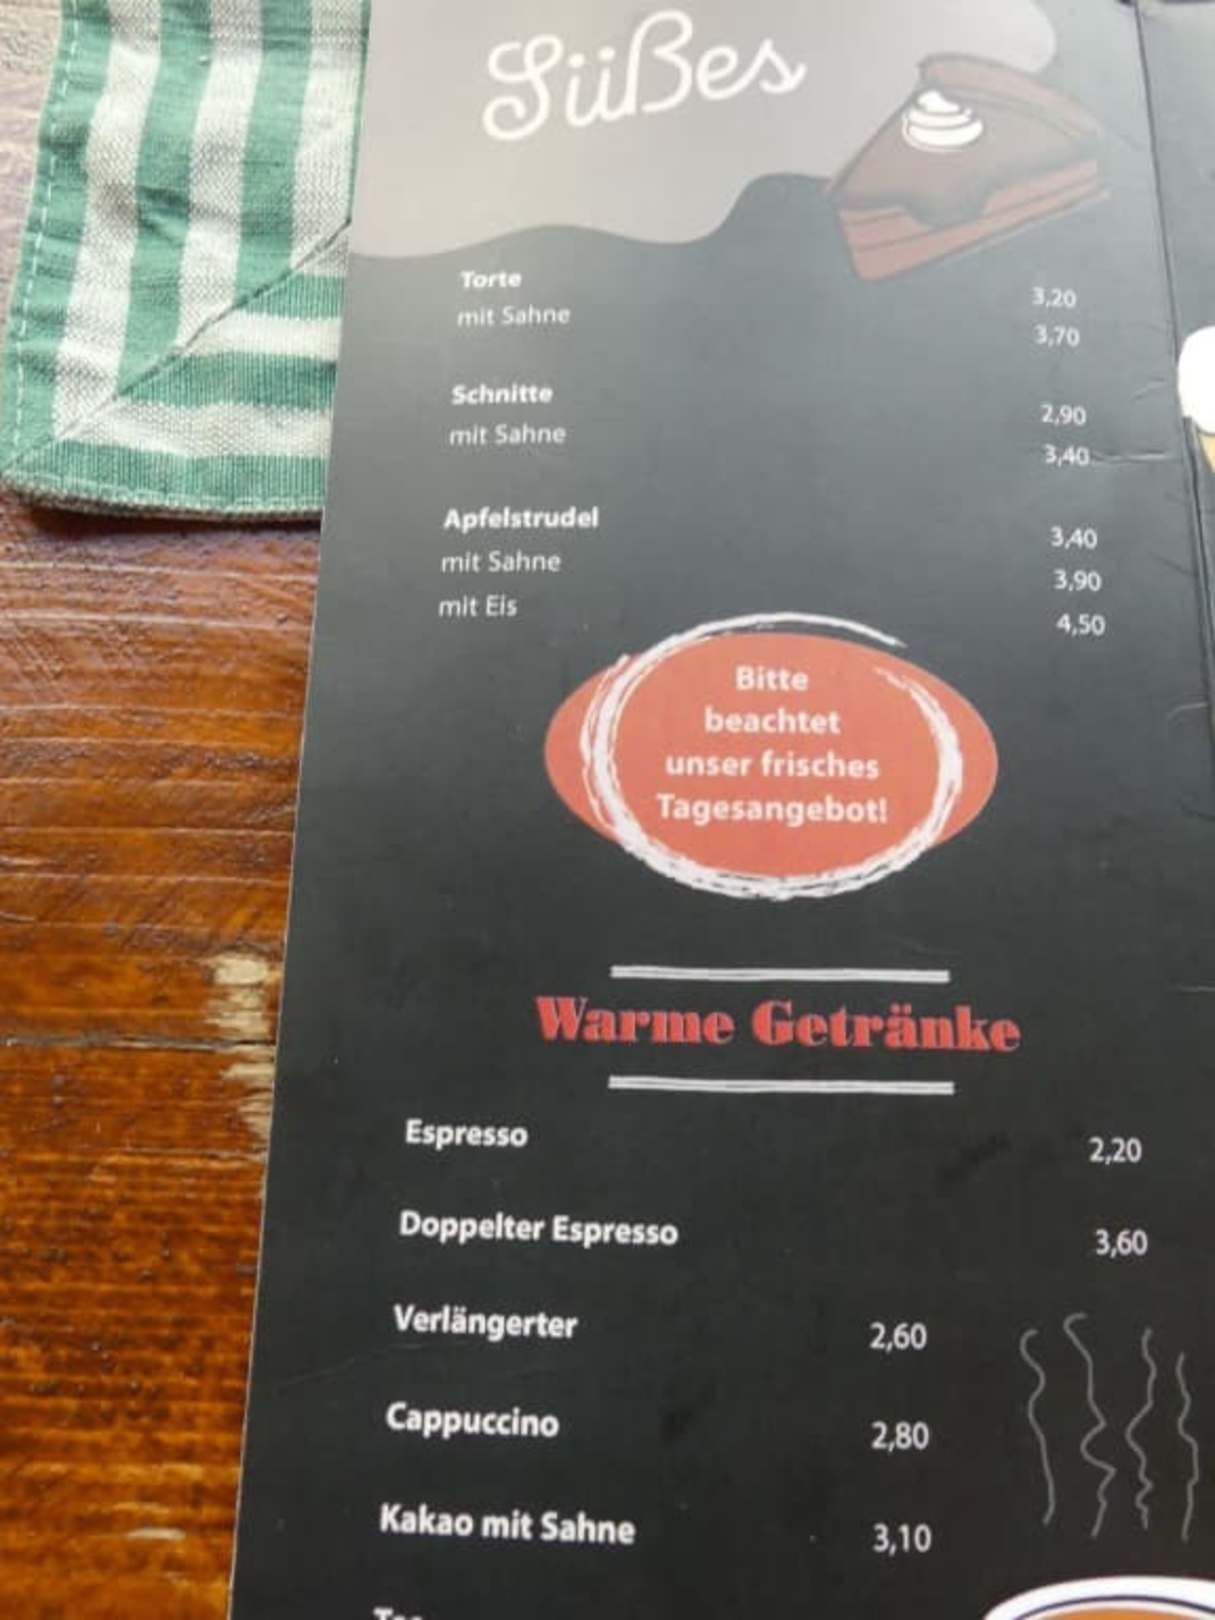 Süßes
Torte 3,20
mit Sahne 3,70
Schnitte 2,90
mit Sahne 3,40
Apfelstrudel 3,40
mit Sahne 3,90
mit Eis 4,50
Bitte
beachtet
unser frisches
Tagesangebot!
Warme Getränke
Espresso 2,20
Doppelter Espresso 3,60
Verlängerter 2,60
Cappuccino 2,80
Kakao mit Sahne 3,10